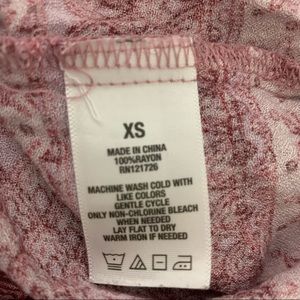 XS
MADE IN CHINA
100%RAYON
RN121726
MACHINE WASH COLD WITH
LIKE COLORS
GENTLE CYCLE
ONLY NON-CHLORINE BLEACH
WHEN NEEDED
LAY FLAT TO DRY
WARM IRON IF NEEDED